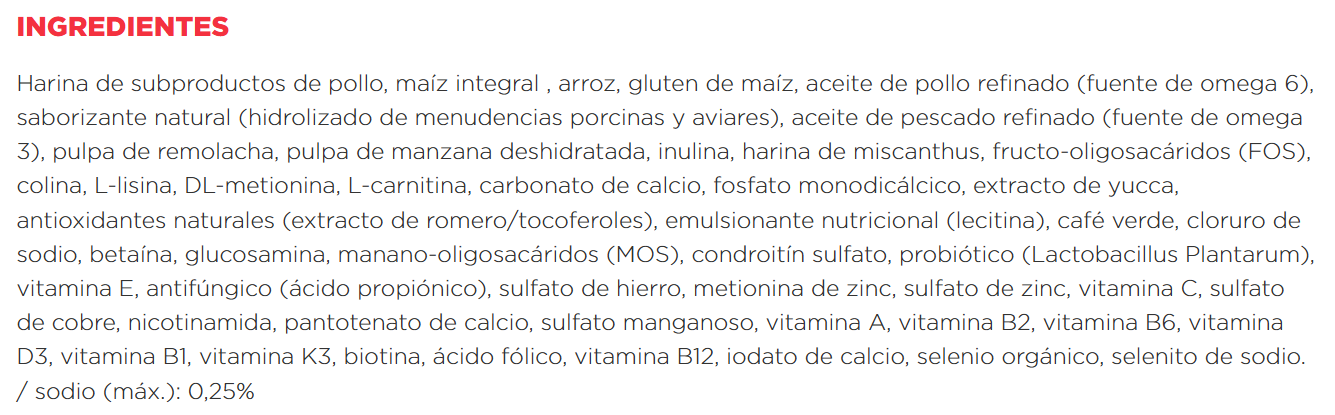 INGREDIENTES
Harina de subproductos de pollo, maíz integral , arroz, gluten de maíz, aceite de pollo refinado (fuente de omega 6),
saborizante natural (hidrolizado de menudencias porcinas y aviares), aceite de pescado refinado (fuente de omega
3), pulpa de remolacha, pulpa de manzana deshidratada, inulina, harina de miscanthus, fructo-oligosacáridos (FOS),
colina, L-lisina, DL-metionina, L-carnitina, carbonato de calcio, fosfato monodicálcico, extracto de yucca,
antioxidantes naturales (extracto de romero/tocoferoles), emulsionante nutricional (lecitina), café verde, cloruro de
sodio, betaína, glucosamina, manano-oligosacáridos (MOS), condroitín sulfato, probiótico (Lactobacillus Plantarum),
vitamina E, antifúngico (ácido propiónico), sulfato de hierro, metionina de zinc, sulfato de zinc, vitamina C, sulfato
de cobre, nicotinamida, pantotenato de calcio, sulfato manganoso, vitamina A, vitamina B2, vitamina B6, vitamina
D3, vitamina B1, vitamina K3, biotina, ácido fólico, vitamina B12, iodato de calcio, selenio orgánico, selenito de sodio.
/ sodio (máx.): 0,25%